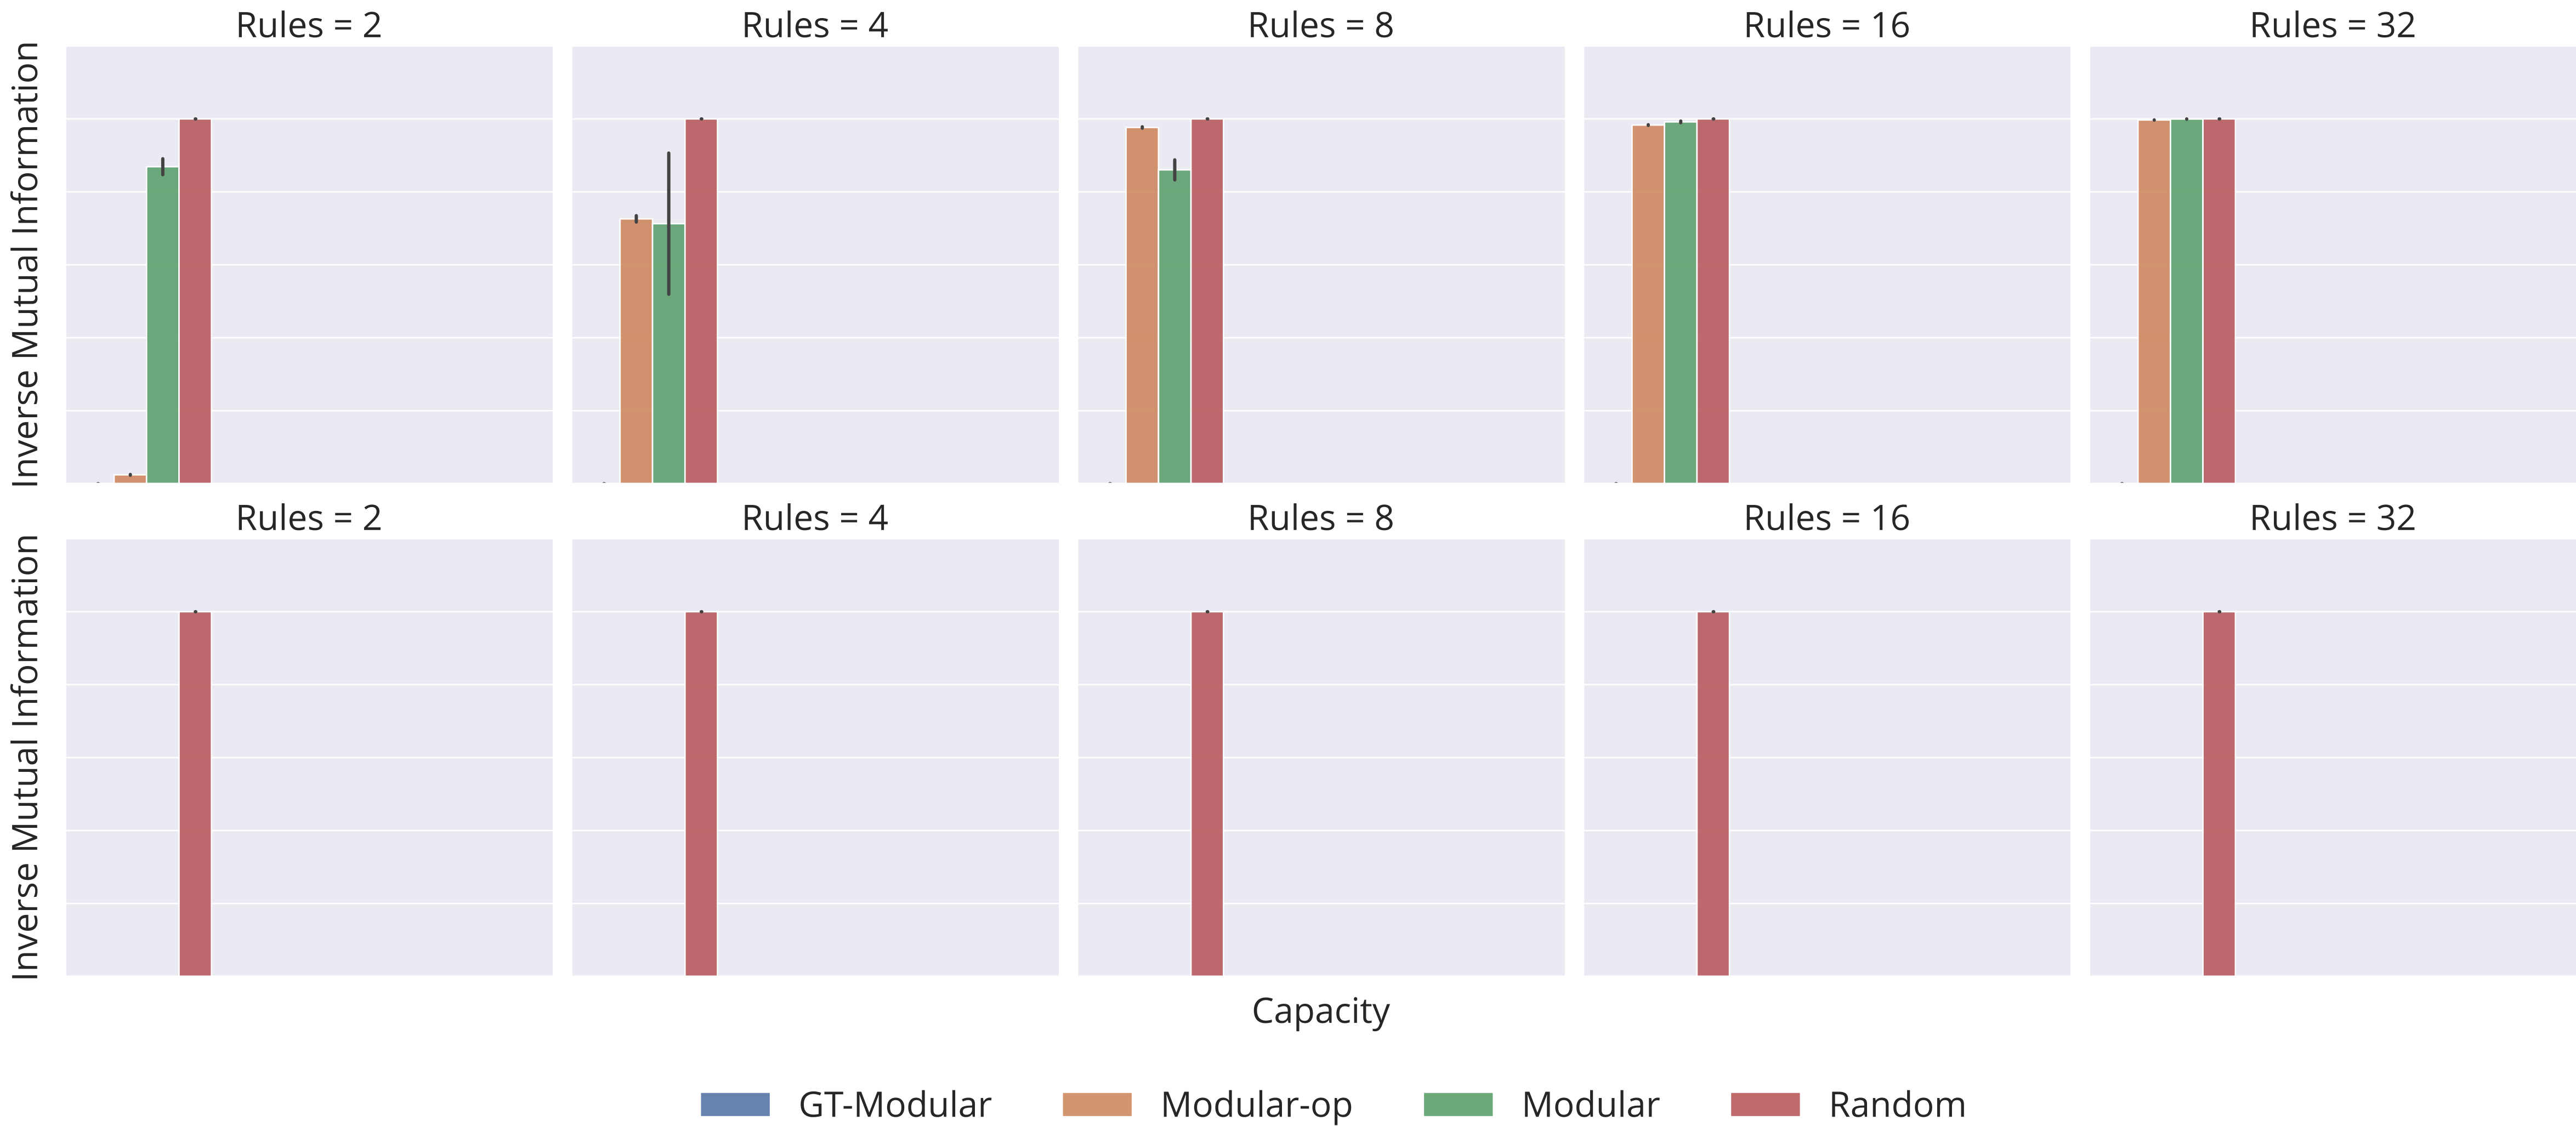 Rules = 2
Rules = 4
Rules = 8
Rules = 16
Rules = 32
Inverse Mutual Information
Rules = 2
Rules = 4
Rules = 8
Rules = 16
Rules = 32
Inverse Mutual Information
Capacity
GT-Modular
Modular-op
Modular
Random